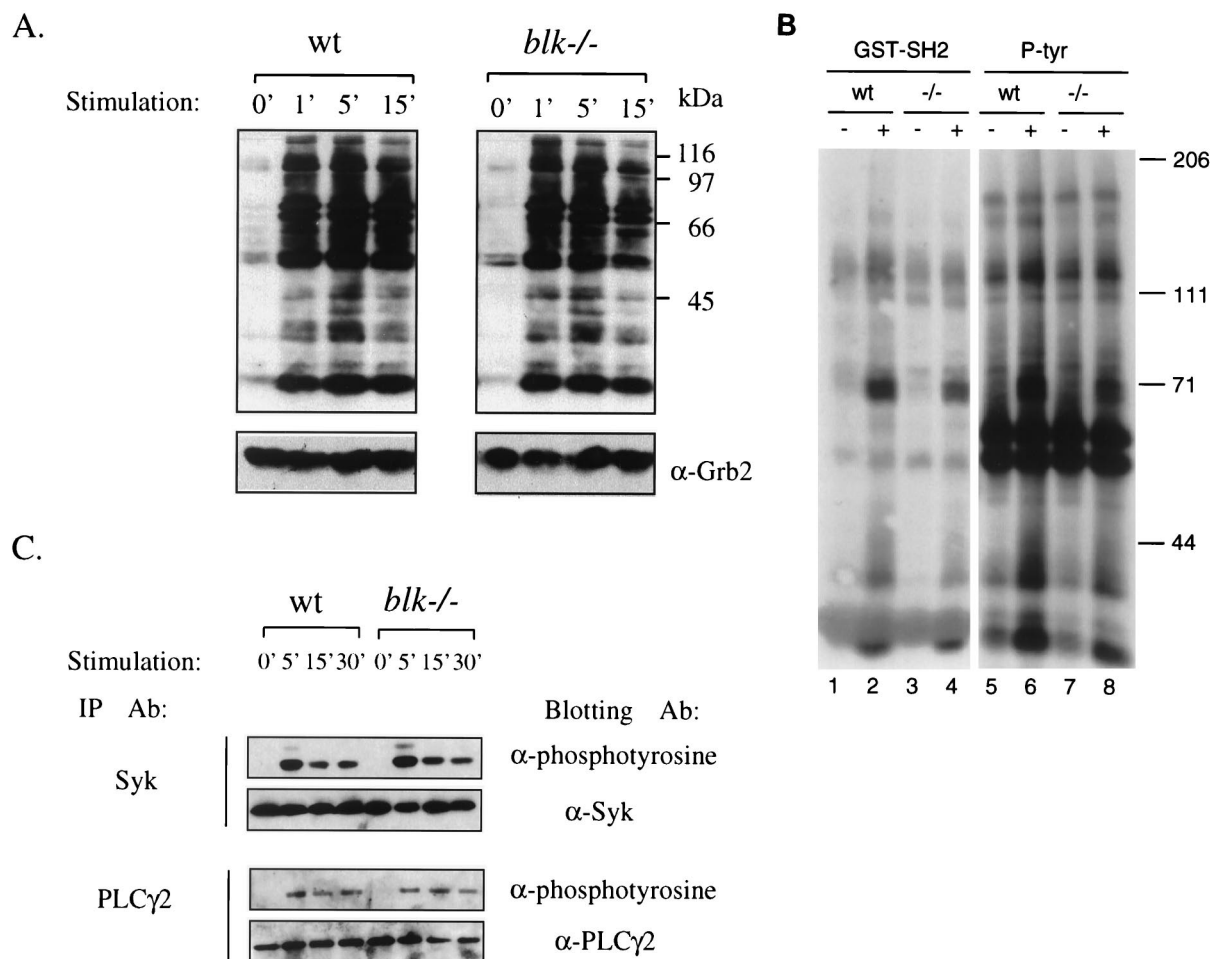 A.
wt blk-/-
Stimulation: 0’ 1’ 5’ 15’ 0’ 1’ 5’ 15’ kDa
116
97
66
45
α-Grb2
B
GST-SH2 P-tyr
wt -/- wt -/-
- + - + - + - +
206
111
71
44
1 2 3 4 5 6 7 8
C.
wt blk-/-
Stimulation: 0’ 5’ 15’ 30’ 0’ 5’ 15’ 30’
IP Ab: Blotting Ab:
Syk
α-phosphotyrosine
α-Syk
PLCγ2
α-phosphotyrosine
α-PLCγ2